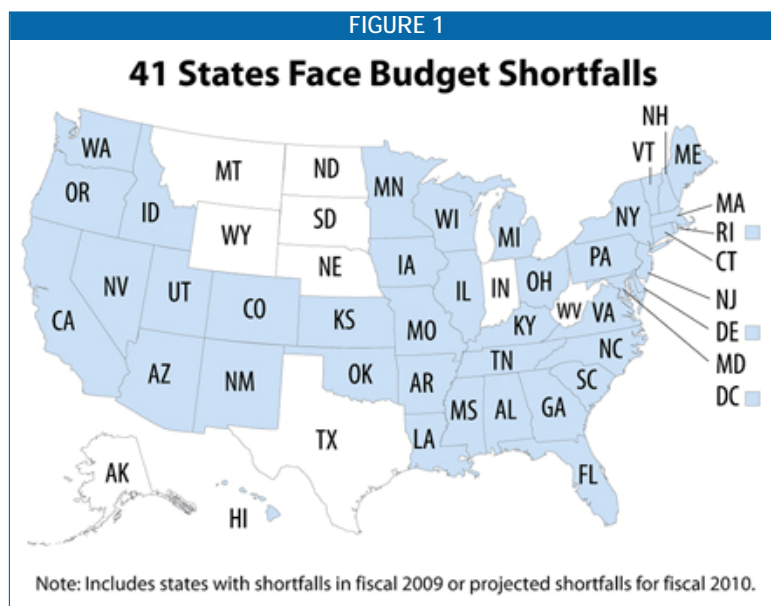 FIGURE 1
41 States Face Budget Shortfalls
NH
VT
ME
WA
MT
ND
MN
OR
ID
SD
WI
NY
MA
WY
MI
RI
CT
NE
IA
PA
NV
UT
IL
IN
OH
NJ
CO
WV
VA
DE
CA
KS
MO
KY
MD
NC
TN
AZ
NM
OK
AR
SC
DC
MS
AL
GA
TX
LA
AK
FL
HI
Note: Includes states with shortfalls in fiscal 2009 or projected shortfalls for fiscal 2010.